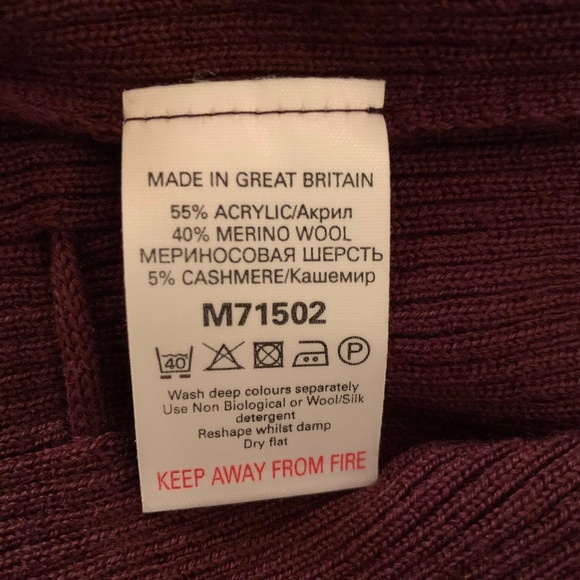 MADE IN GREAT BRITAIN
55% ACRYLIC/Акрил
40% MERINO WOOL
МЕРИНОСОВАЯ ШЕРСТЬ
5% CASHMERE/Кашемир
M71502
40 P
Wash deep colours separately
Use Non Biological or Wool/Silk
detergent
Reshape whilst damp
Dry flat
KEEP AWAY FROM FIRE